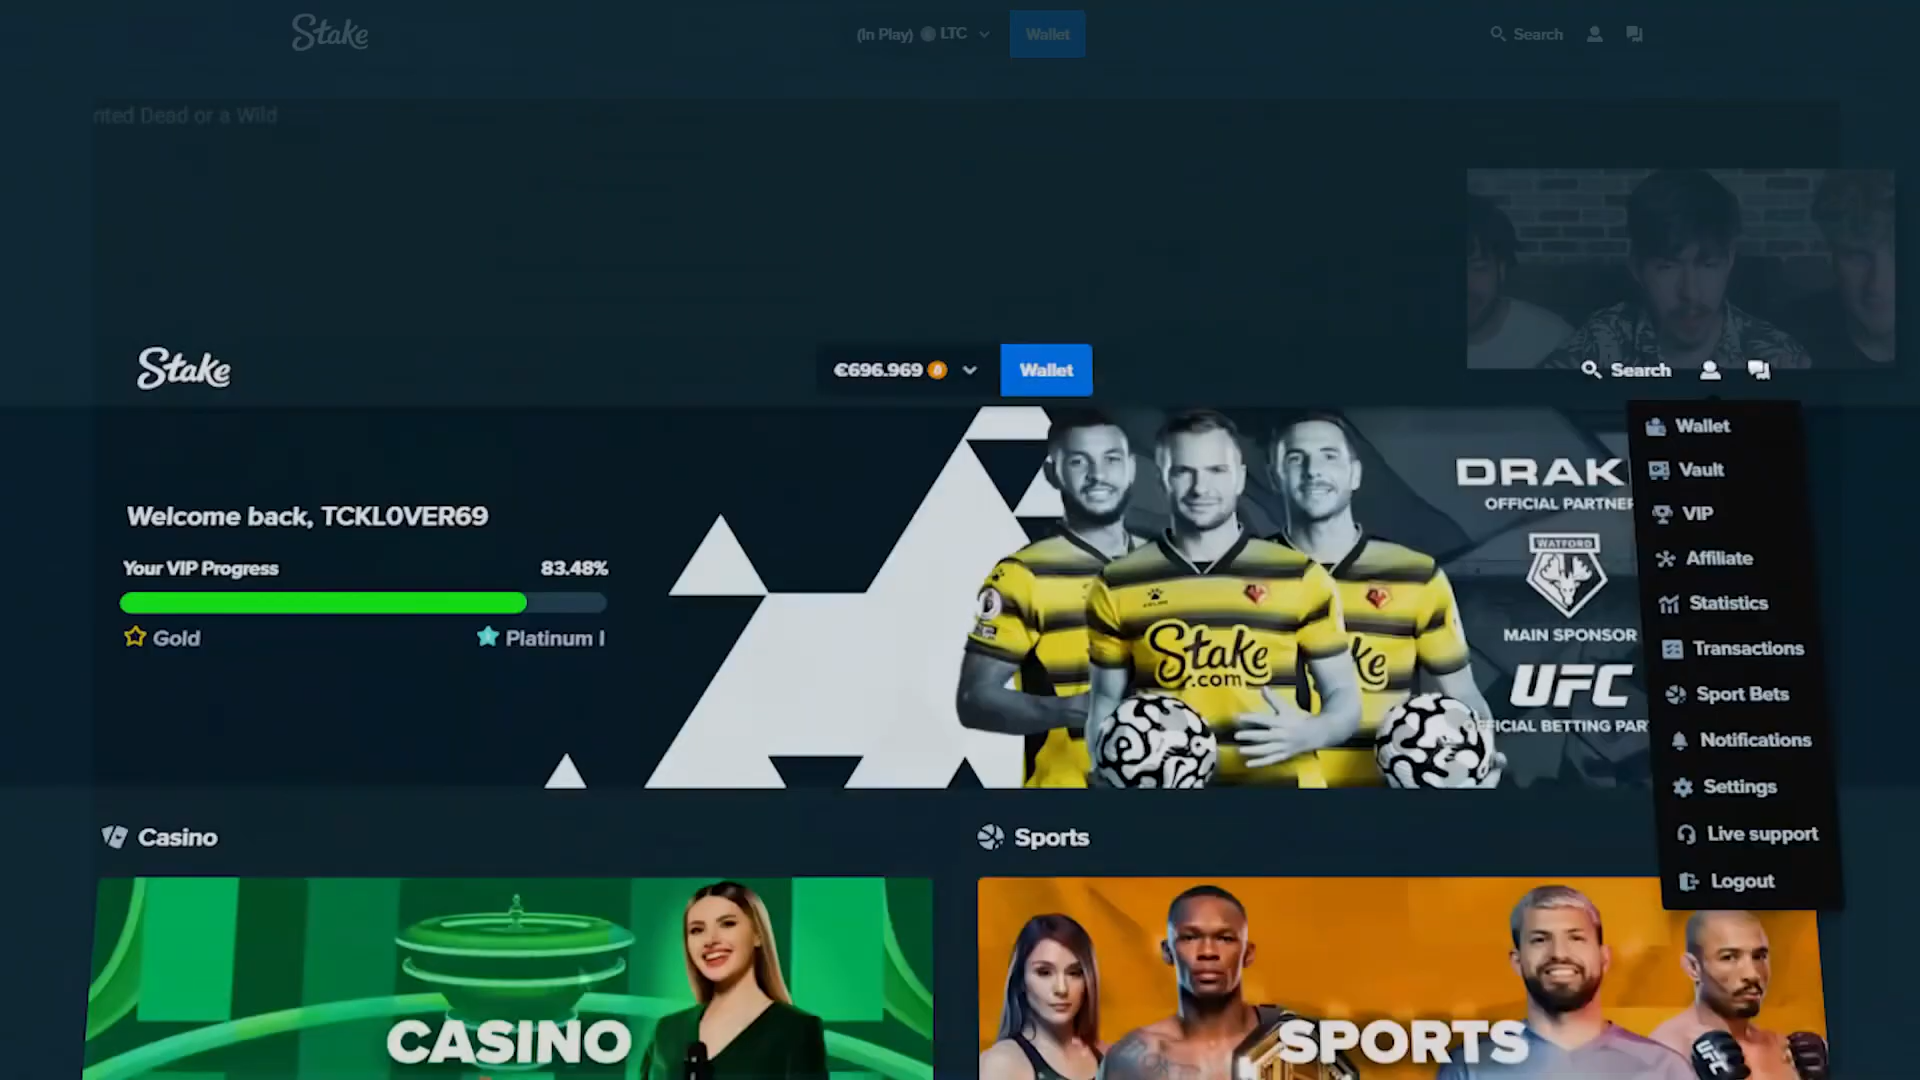 Stake
(In Play) LTC
Wallet
Search
nted Dead or a Wild
Stake
€696.969
Wallet
Search
Welcome back, TCKL0VER69
Your VIP Progress 83.48%
Gold
Platinum I
DRAK
OFFICIAL PARTNER
WATFORD
MAIN SPONSOR
UFC
OFFICIAL BETTING PAR
Stake
.com
ke
Wallet
Vault
VIP
Affiliate
Statistics
Transactions
Sport Bets
Notifications
Settings
Live support
Logout
Casino
Sports
CASINO
SPORTS
UFC